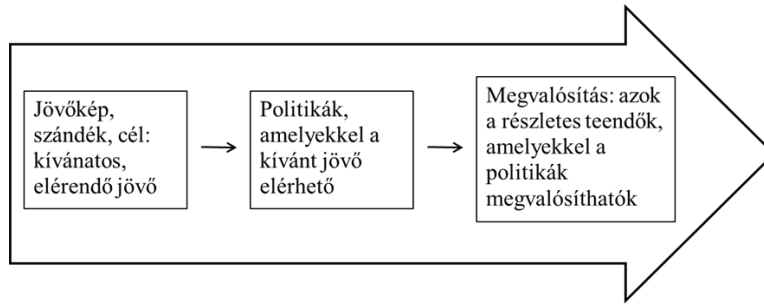 Jövőkép,
szándék, cél:
kívánatos,
elérendő jövő
Politikák,
amelyekkel a
kívánt jövő
elérhető
Megvalósítás: azok
a részletes teendők,
amelyekkel a
politikák
megvalósíthatók